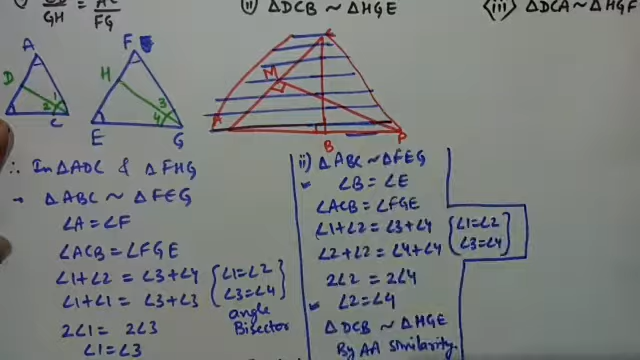 GH = AC/FG
ii) ΔDCB ~ ΔHGE
(iii) ΔDCA ~ ΔHGF
A
D
2 1
C
F
H
3
4
E G
A
M
B
P
∴ In ΔADC & ΔFHG
→ ΔABC ~ ΔFEG
∠A = ∠F
∠ACB = ∠FGE
∠1+∠2 = ∠3+∠4 {∠1=∠2
∠1+∠1 = ∠3+∠3 ∠3=∠4}
angle
Bisector
2∠1 = 2∠3
∠1 = ∠3
ii) ΔABC ~ ΔFEG
∠B = ∠E
∠ACB = ∠FGE
∠1+∠2 = ∠3+∠4 {∠1=∠2
∠2+∠2 = ∠4+∠4 ∠3=∠4}
2∠2 = 2∠4
∠2 = ∠4
ΔDCB ~ ΔHGE
By AA Similarity.